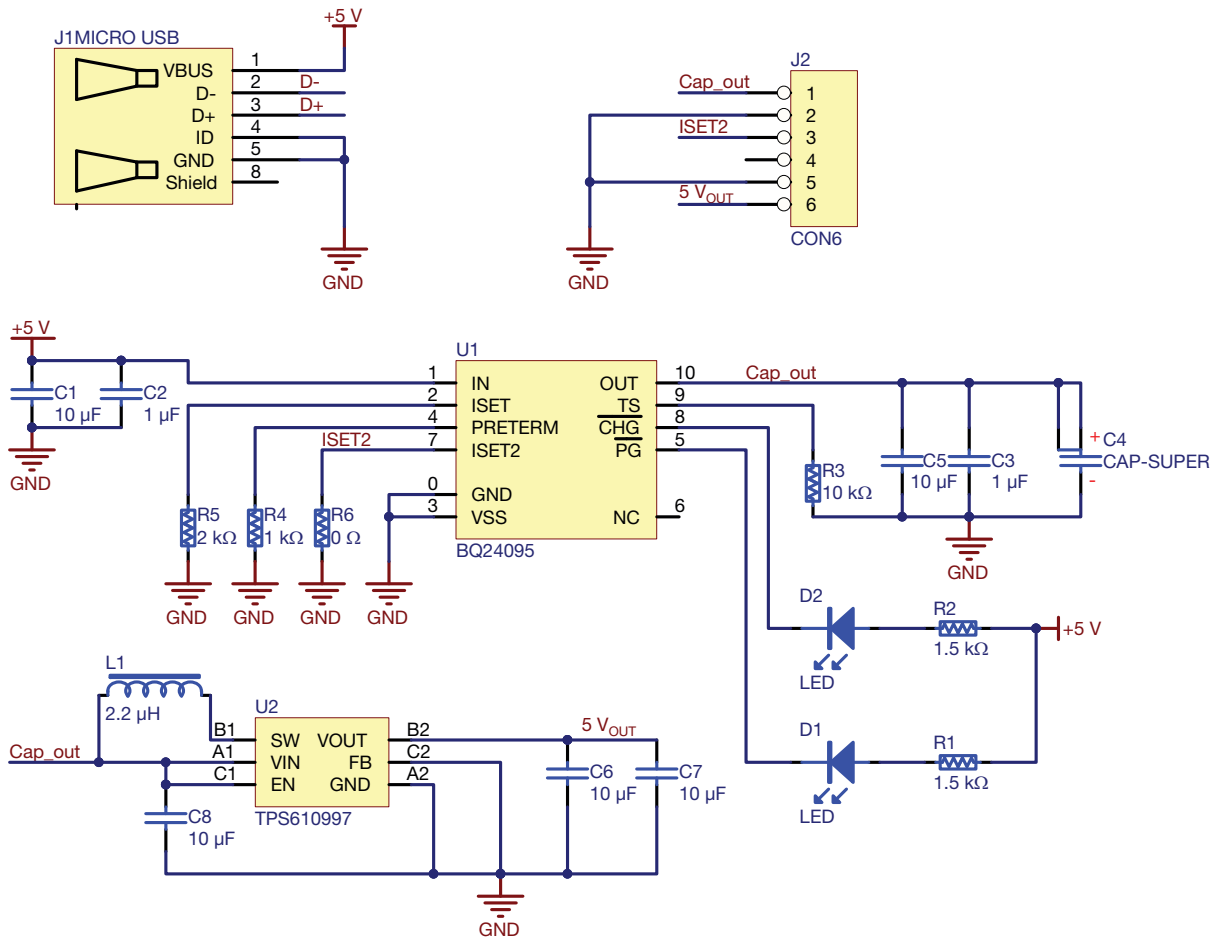 +5 V
J1MICRO USB
VBUS 1
D- 2 D-
D+ 3 D+
ID 4
GND 5
Shield 8
GND
J2
Cap_out 1
2
ISET2 3
4
5
5 VOUT 6
CON6
GND
+5 V
C1
10 µF
C2
1 µF
GND
U1
1 IN OUT 10 Cap_out
2 ISET TS 9
4 PRETERM CHG 8
ISET2 7 ISET2 PG 5
0 GND
3 VSS NC 6
BQ24095
R5
2 kΩ
R4
1 kΩ
R6
0 Ω
GND
GND
GND
GND
R3
10 kΩ
C5
10 µF
C3
1 µF
+
C4
CAP-SUPER
-
GND
D2
LED
R2
1.5 kΩ
+5 V
D1
LED
R1
1.5 kΩ
L1
2.2 µH
U2
Cap_out
B1 SW VOUT B2 5 VOUT
A1 VIN FB C2
C1 EN GND A2
TPS610997
C8
10 µF
C6
10 µF
C7
10 µF
GND